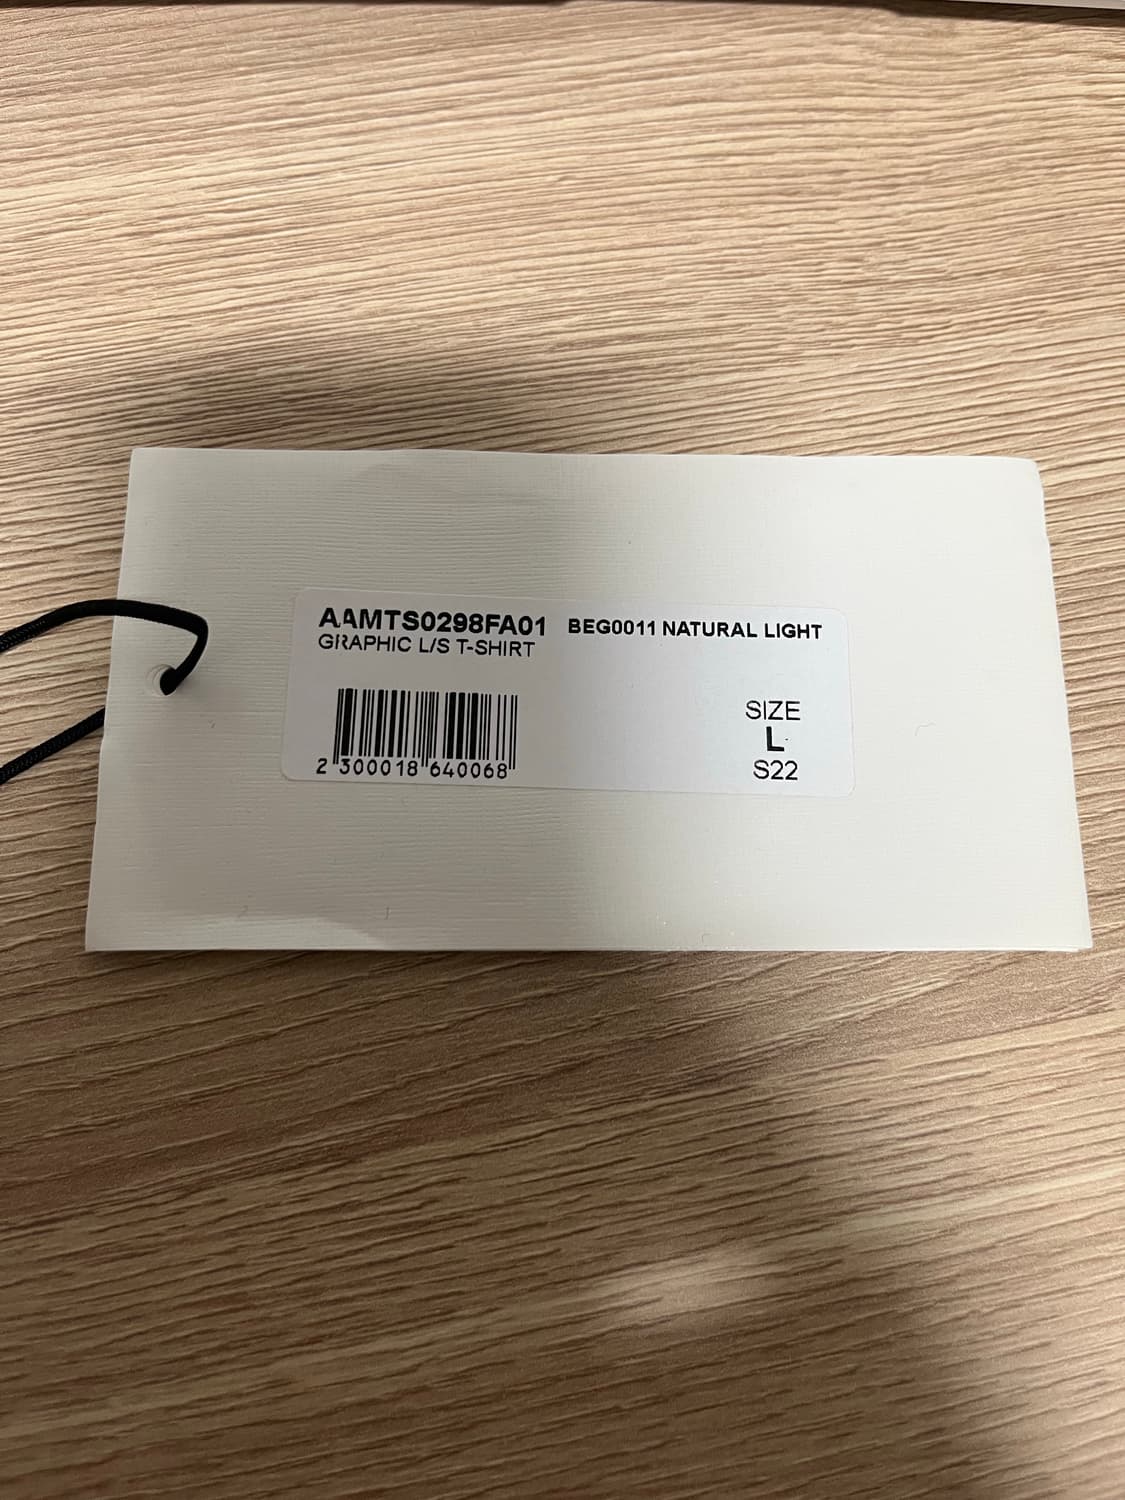 AAMTS0298FA01 BEG0011 NATURAL LIGHT
GRAPHIC L/S T-SHIRT
SIZE
L
S22
2 300018 640068